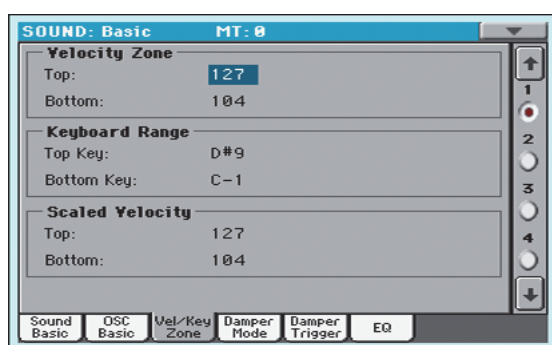 SOUND: Basic MT: 0
Velocity Zone
Top: 127
Bottom: 104
Keyboard Range
Top Key: D#9
Bottom Key: C-1
Scaled Velocity
Top: 127
Bottom: 104
1
2
3
4
Sound Basic OSC Basic Vel/Key Zone Damper Mode Damper Trigger EQ